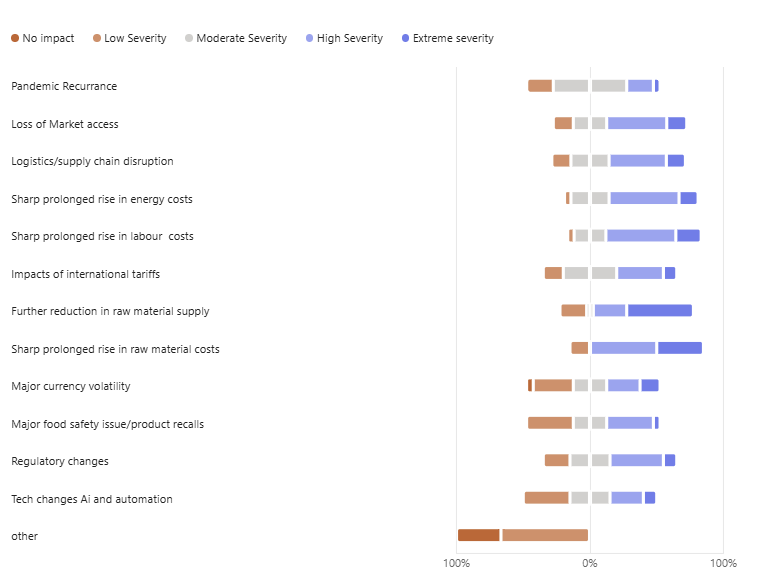 No impact Low Severity Moderate Severity High Severity Extreme severity
Pandemic Recurrance
Loss of Market access
Logistics/supply chain disruption
Sharp prolonged rise in energy costs
Sharp prolonged rise in labour  costs
Impacts of international tariffs
Further reduction in raw material supply
Sharp prolonged rise in raw material costs
Major currency volatility
Major food safety issue/product recalls
Regulatory changes
Tech changes Ai and automation
other
100% 0% 100%